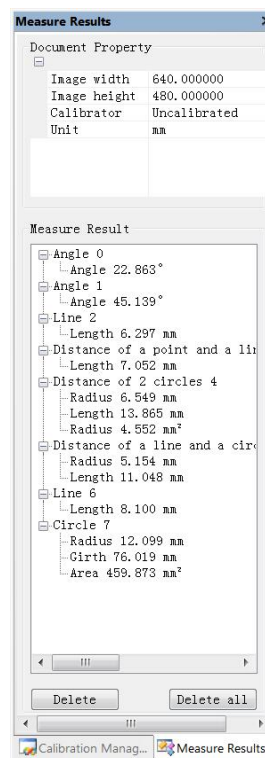 Measure Results
Document Property
Image width 640.000000
Image height 480.000000
Calibrator Uncalibrated
Unit mm
Measure Result
Angle 0
Angle 22.863°
Angle 1
Angle 45.139°
Line 2
Length 6.297 mm
Distance of a point and a lin
Length 7.052 mm
Distance of 2 circles 4
Radius 6.549 mm
Length 13.865 mm
Radius 4.552 mm²
Distance of a line and a circ
Radius 5.154 mm
Length 11.048 mm
Line 6
Length 8.100 mm
Circle 7
Radius 12.099 mm
Girth 76.019 mm
Area 459.873 mm²
Delete Delete all
Calibration Manag... Measure Results